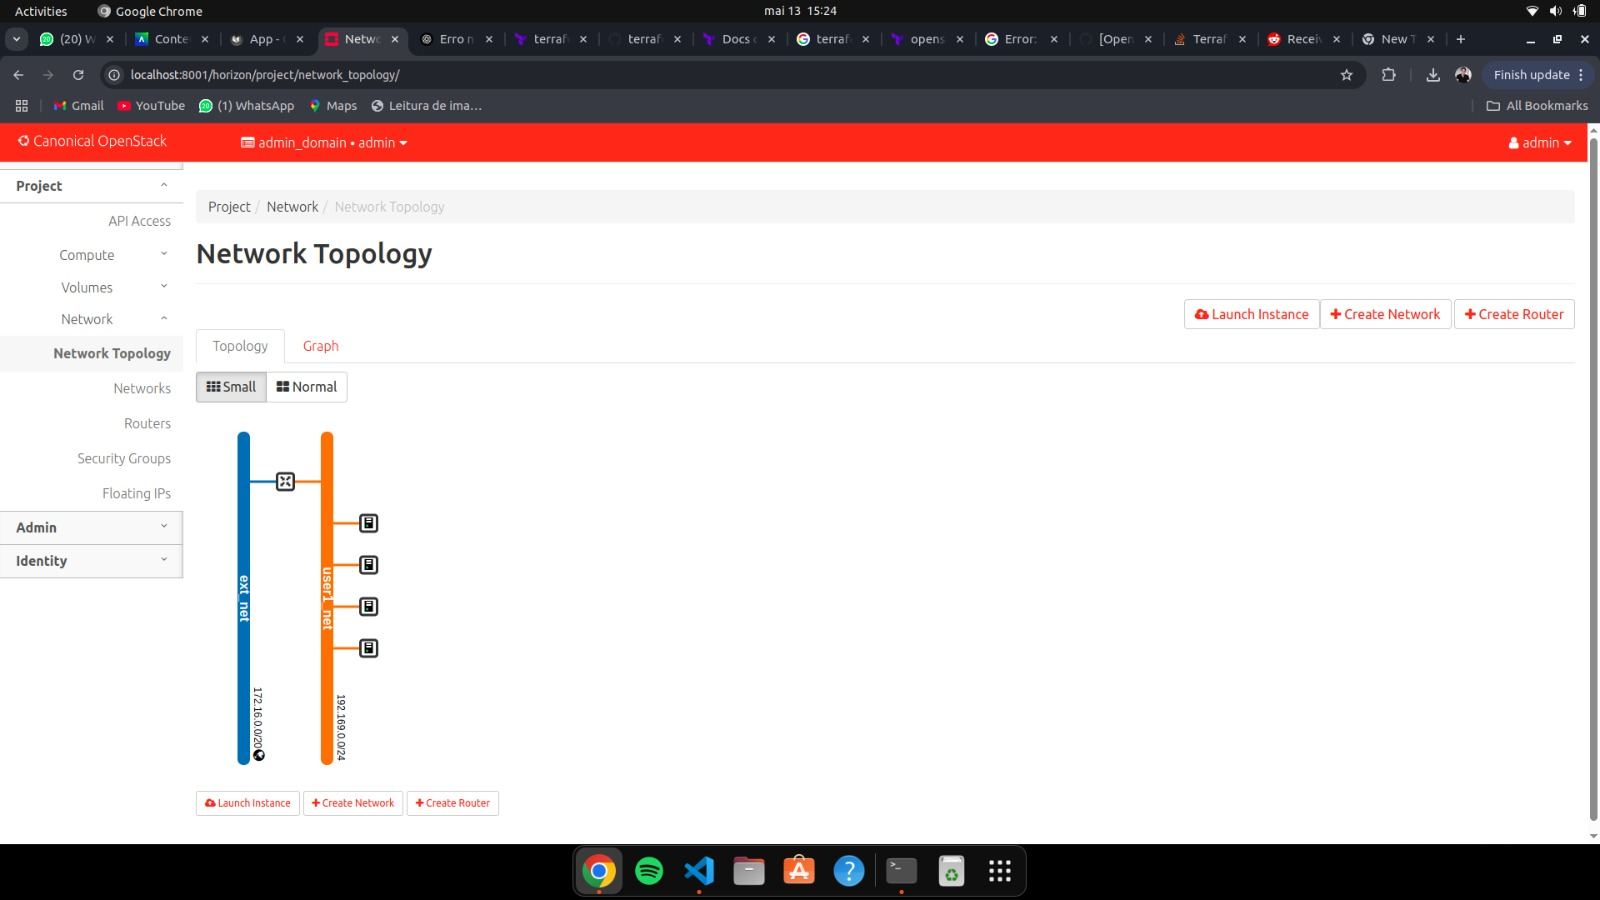 Activities Google Chrome mai 13 15:24
(20) W Conte App - Netwo Erro n terraf terraf Docs terraf opens Error: [Open Terraf Recei New T
localhost:8001/horizon/project/network_topology/ Finish update
Gmail YouTube (1) WhatsApp Maps Leitura de ima... All Bookmarks
Canonical OpenStack admin_domain • admin admin
Project
API Access
Compute
Volumes
Network
Network Topology
Networks
Routers
Security Groups
Floating IPs
Admin
Identity
Project / Network / Network Topology
Network Topology
Launch Instance + Create Network + Create Router
Topology Graph
Small Normal
ext_net
172.16.0.0/20
user1_net
192.169.0.0/24
Launch Instance + Create Network + Create Router